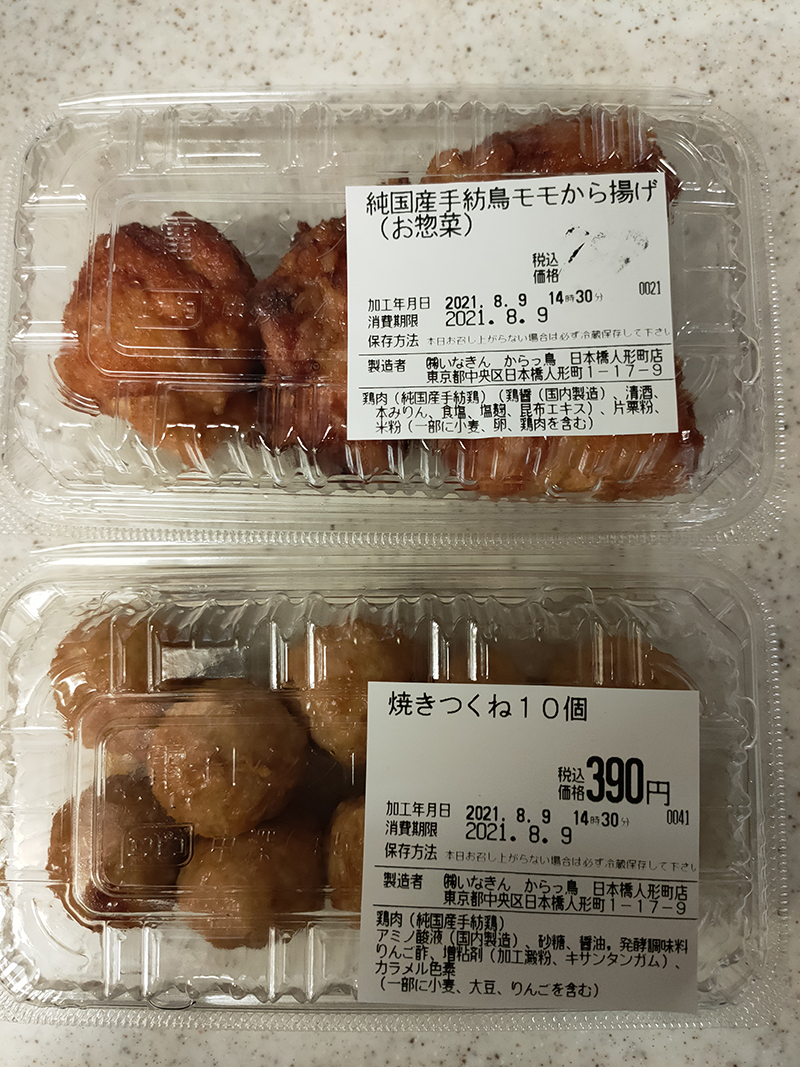 純国産手紡鳥モモから揚げ
(お惣菜)
税込
価格
加工年月日 2021. 8. 9 14時30分 0021
消費期限 2021. 8. 9
保存方法 本日お召し上がらない場合は必ず冷蔵保存して下さい
製造者 ㈱いなきん からっ鳥 日本橋人形町店
東京都中央区日本橋人形町1-17-9
鶏肉(純国産手紡鶏)(鶏醤(国内製造)、清酒、
本みりん、食塩、塩麹、昆布エキス)、片栗粉、
米粉(一部に小麦、卵、鶏肉を含む)
焼きつくね10個
税込
価格 390円
加工年月日 2021. 8. 9 14時30分 0041
消費期限 2021. 8. 9
保存方法 本日お召し上がらない場合は必ず冷蔵保存して下さい
製造者 ㈱いなきん からっ鳥 日本橋人形町店
東京都中央区日本橋人形町1-17-9
鶏肉(純国産手紡鶏)
アミノ酸液(国内製造)、砂糖、醤油。発酵調味料
りんご酢、増粘剤(加工澱粉、キサンタンガム)、
カラメル色素
(一部に小麦、大豆、りんごを含む)